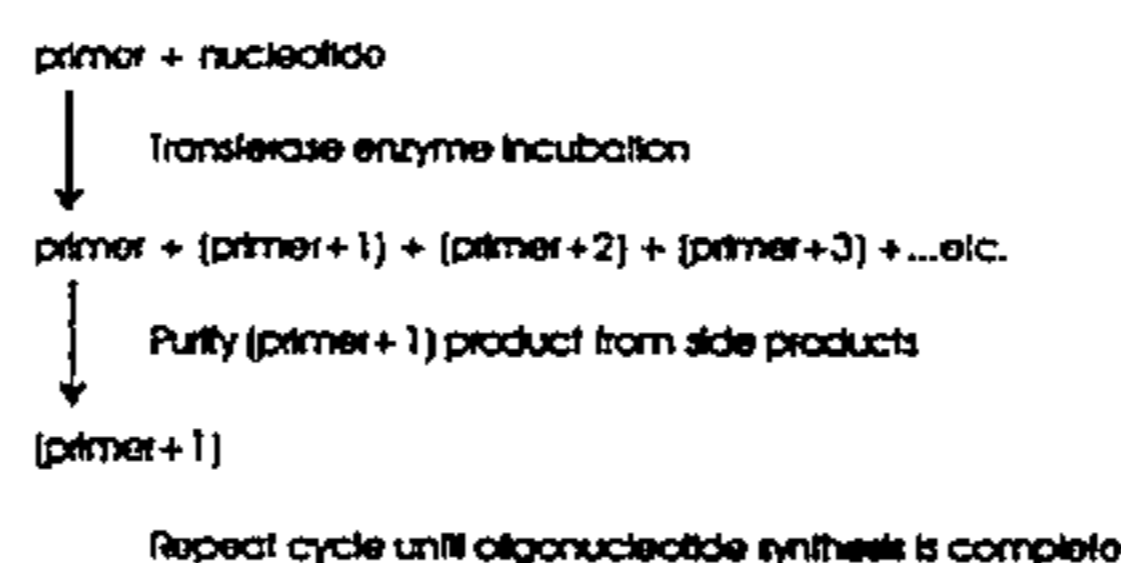 primer + nucleotide
Transferase enzyme incubation
primer + (primer+1) + (primer+2) + (primer+3) +...etc.
Purify (primer+1) product from side products
(primer+1)
Repeat cycle until oligonucleotide synthesis is complete